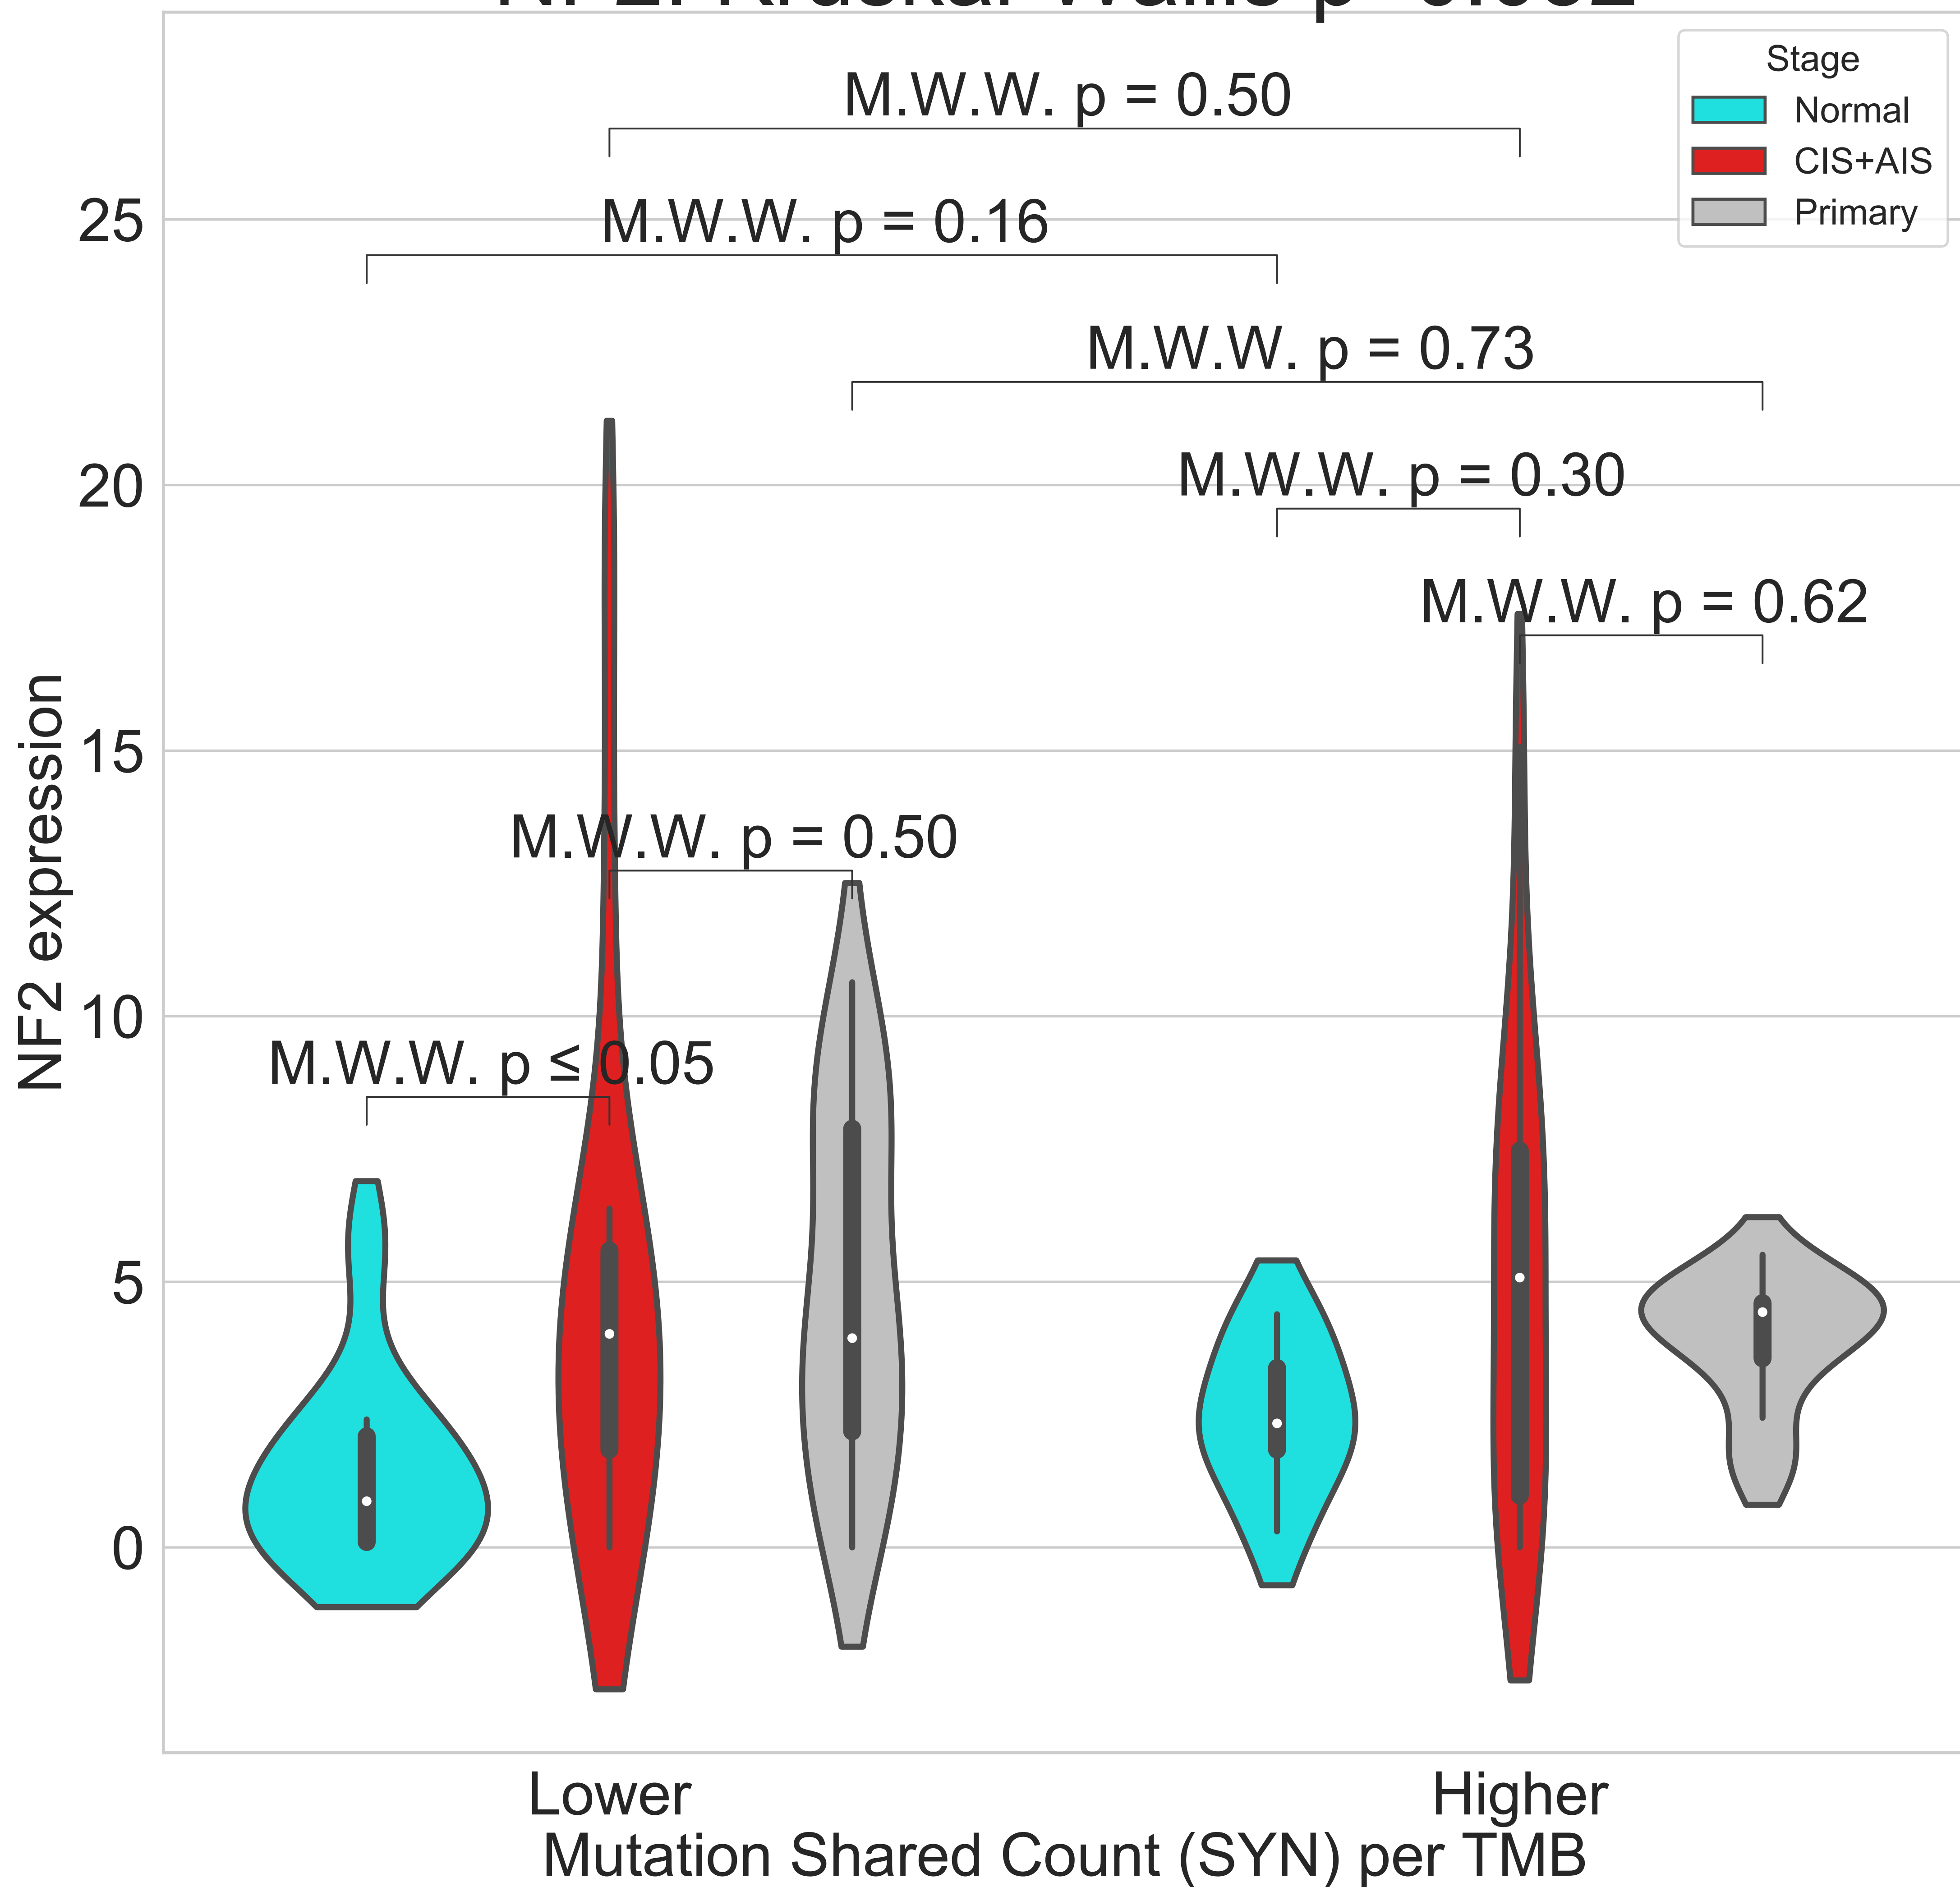 Stage
Normal
CIS+AIS
Primary
M.W.W. p = 0.50
M.W.W. p = 0.16
M.W.W. p = 0.73
M.W.W. p = 0.30
M.W.W. p = 0.62
M.W.W. p = 0.50
M.W.W. p ≤ 0.05
25
20
15
10
5
0
NF2 expression
Lower
Higher
Mutation Shared Count (SYN) per TMB